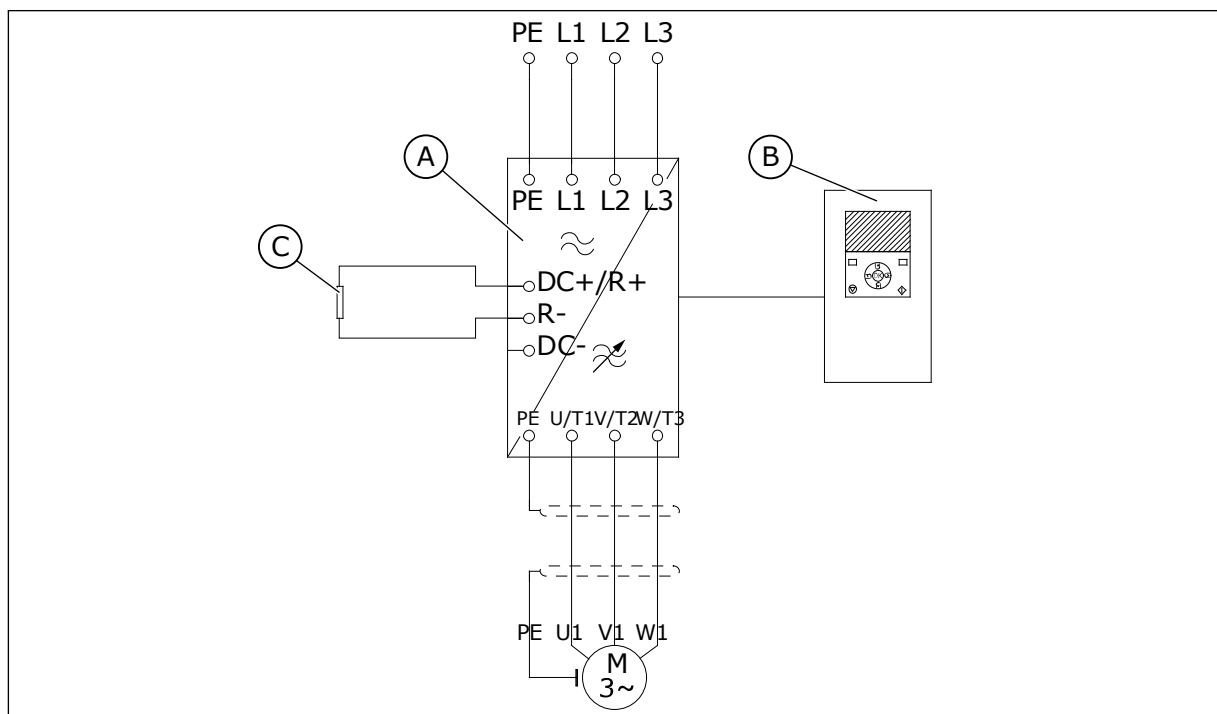 PE L1 L2 L3
A
B
PE L1 L2 L3
C
DC+/R+
R-
DC-
PE U/T1 V/T2 W/T3
PE U1 V1 W1
M
3~